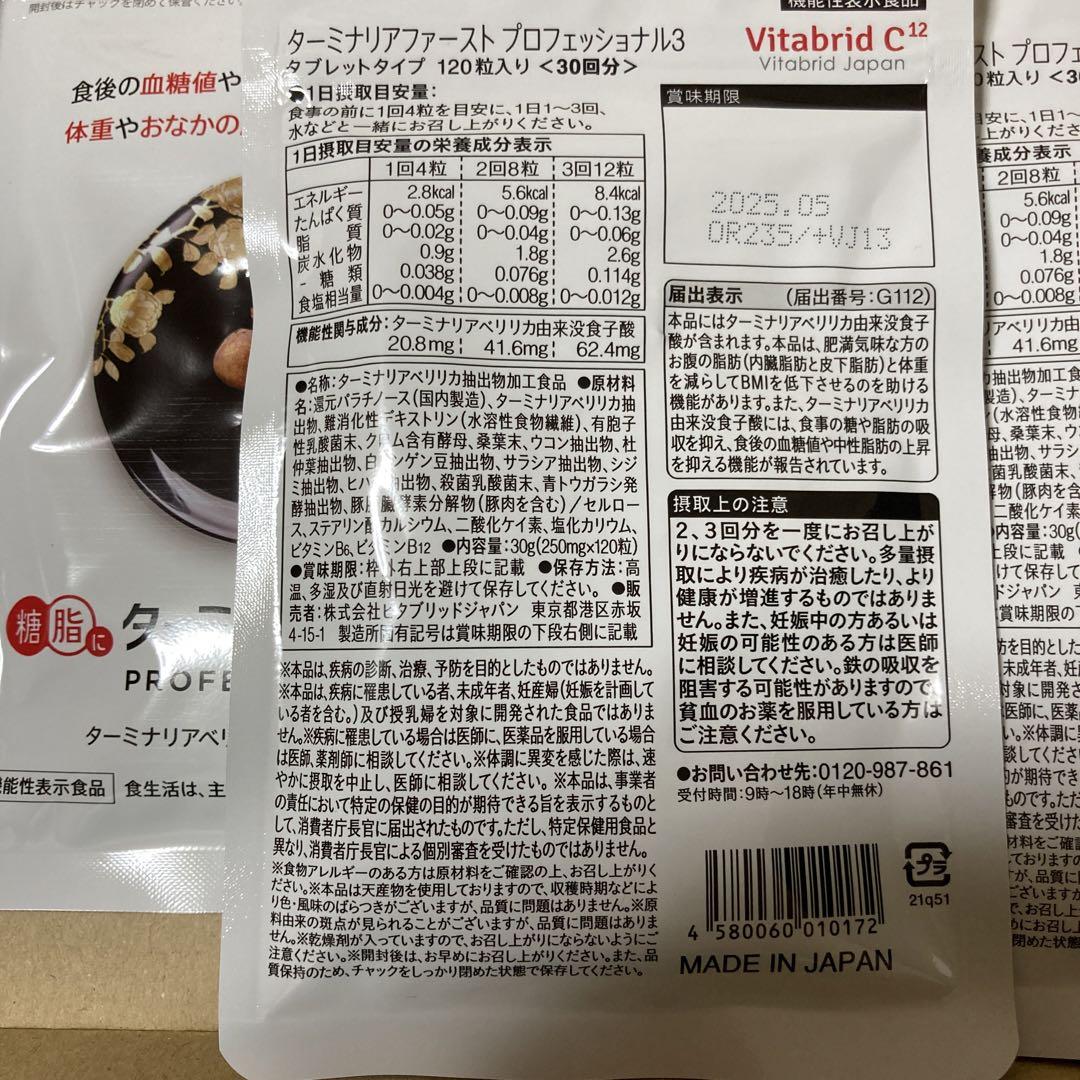 開封後はチャックを閉めて保管ください。
食後の血糖値や
体重やおなかの
糖脂に
PROFE
ターミナリアベリ
機能性表示食品 食生活は、主
機能性表示食品
ターミナリアファースト プロフェッショナル3
タブレットタイプ 120粒入り <30回分>
Vitabrid C12
Vitabrid Japan
●1日摂取目安量:
食事の前に1回4粒を目安に、1日1〜3回、
水などと一緒にお召し上がりください。
1日摂取目安量の栄養成分表示
1回4粒 2回8粒 3回12粒
エネルギー 2.8kcal 5.6kcal 8.4kcal
たんぱく質 0〜0.05g 0〜0.09g 0〜0.13g
脂質 0〜0.02g 0〜0.04g 0〜0.06g
炭水化物 0.9g 1.8g 2.6g
- 糖類 0.038g 0.076g 0.114g
食塩相当量 0〜0.004g 0〜0.008g 0〜0.012g
機能性関与成分:ターミナリアベリリカ由来没食子酸
20.8mg 41.6mg 62.4mg
●名称:ターミナリアベリリカ抽出物加工食品 ●原材料
名:還元パラチノース(国内製造)、ターミナリアベリリカ抽
出物、難消化性デキストリン(水溶性食物繊維)、有胞子
性乳酸菌末、クロム含有酵母、桑葉末、ウコン抽出物、杜
仲葉抽出物、白インゲン豆抽出物、サラシア抽出物、シジ
ミ抽出物、ヒハツ抽出物、殺菌乳酸菌末、青トウガラシ発
酵抽出物、豚膵臓酵素分解物(豚肉を含む)/セルロー
ス、ステアリン酸カルシウム、二酸化ケイ素、塩化カリウム、
ビタミンB6、ビタミンB12 ●内容量:30g(250mg×120粒)
●賞味期限:枠外右上部上段に記載 ●保存方法:高
温、多湿及び直射日光を避けて保存してください。 ●販
売者:株式会社ビタブリッドジャパン 東京都港区赤坂
4-15-1 製造所固有記号は賞味期限の下段右側に記載
※本品は、疾病の診断、治療、予防を目的としたものではありません。
※本品は、疾病に罹患している者、未成年者、妊産婦(妊娠を計画して
いる者を含む。)及び授乳婦を対象に開発された食品ではありま
せん。※疾病に罹患している場合は医師に、医薬品を服用している場合
は医師、薬剤師に相談してください。※体調に異変を感じた際は、速
やかに摂取を中止し、医師に相談してください。 ※本品は、事業者
の責任において特定の保健の目的が期待できる旨を表示するものと
して、消費者庁長官に届出されたものです。ただし、特定保健用食品と
異なり、消費者庁長官による個別審査を受けたものではありません。
※食物アレルギーのある方は原材料をご確認の上、お召し上がりく
ださい。※本品は天産物を使用しておりますので、収穫時期などによ
り色・風味のばらつきがございますが、品質に問題はありません。※原
料由来の斑点が見られることがございますが、品質に問題はありま
せん。※乾燥剤が入っていますので、お召し上がりにならないようにご
注意ください。※開封後は、お早めにお召し上がりください。また、品
質保持のため、チャックをしっかり閉めた状態で保存してください。
賞味期限
2025.05
OR235/+VJ13
届出表示 (届出番号:G112)
本品にはターミナリアベリリカ由来没食子
酸が含まれます。本品は、肥満気味な方の
お腹の脂肪(内臓脂肪と皮下脂肪)と体重
を減らしてBMIを低下させるのを助ける
機能があります。また、ターミナリアベリリカ
由来没食子酸には、食事の糖や脂肪の吸
収を抑え、食後の血糖値や中性脂肪の上昇
を抑える機能が報告されています。
摂取上の注意
2、3回分を一度にお召し上が
りにならないでください。多量摂
取により疾病が治癒したり、より
健康が増進するものではありま
せん。また、妊娠中の方あるいは
妊娠の可能性のある方は医師
に相談してください。鉄の吸収を
阻害する可能性がありますので、
貧血のお薬を服用している方は
ご注意ください。
●お問い合わせ先:0120-987-861
受付時間:9時〜18時(年中無休)
プラ
21q51
4 580060 010172
MADE IN JAPAN
スト プロフェ
0粒入り <3
養成分表示
2回8粒
5.6kcal
0〜0.09g
0〜0.04g
1.8g
0.076g
0〜0.008g
41.6mg